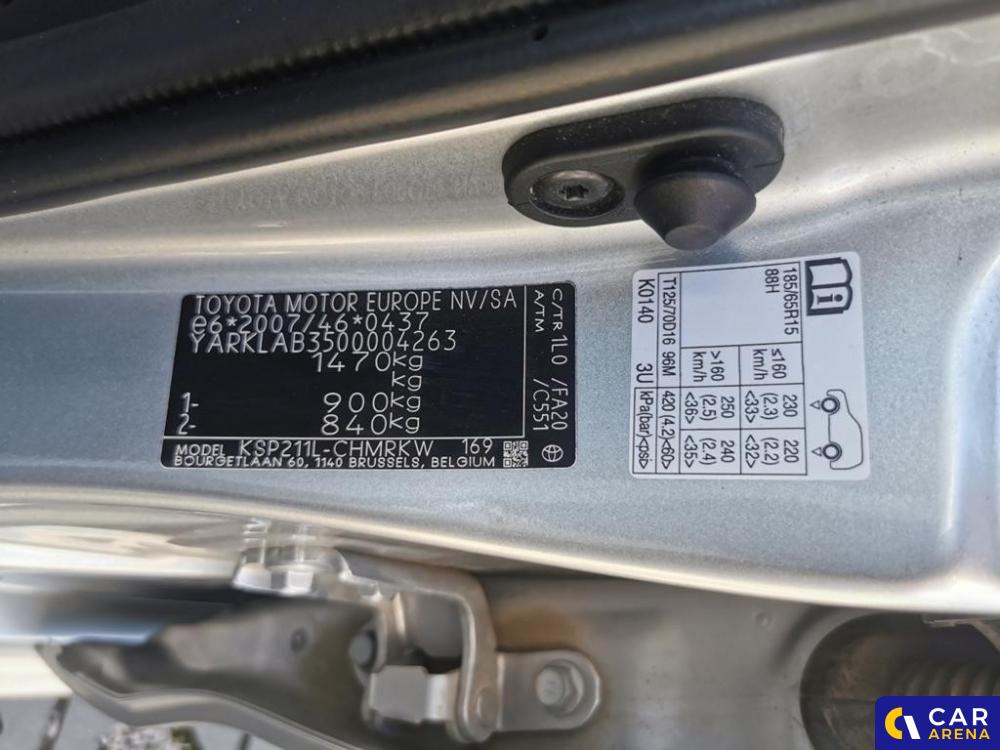 TOYOTA MOTOR EUROPE NV/SA
e6*2007/46*0437
YARKLAB3500004263
1470kg
kg
1- 900kg
2- 840kg
MODEL KSP211L-CHMRKW 169
BOURGETLAAN 60, 1140 BRUSSELS, BELGIUM
C/TR 1L0 /FA20
A/TM /C551
185/65R15
88H
≤160
km/h
230
(2.3)
<33>
220
(2.2)
<32>
>160
km/h
250
(2.5)
<36>
240
(2.4)
<35>
T125/70D16 96M 420 (4.2)<60>
K0140 3U kPa(bar)<psi>
CAR
ARENA